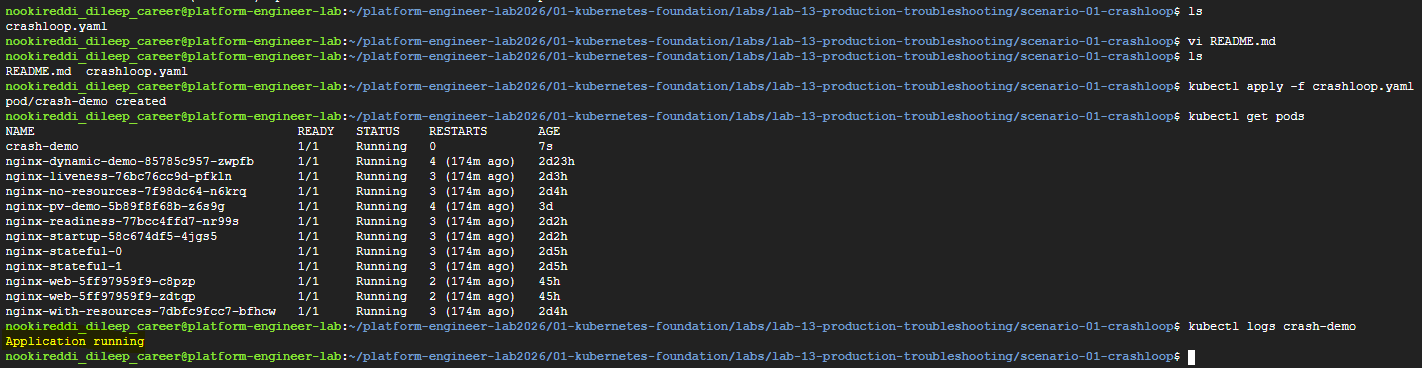 nookireddi_dileep_career@platform-engineer-lab:~/platform-engineer-lab2026/01-kubernetes-foundation/labs/lab-13-production-troubleshooting/scenario-01-crashloop$ ls
crashloop.yaml
nookireddi_dileep_career@platform-engineer-lab:~/platform-engineer-lab2026/01-kubernetes-foundation/labs/lab-13-production-troubleshooting/scenario-01-crashloop$ vi README.md
nookireddi_dileep_career@platform-engineer-lab:~/platform-engineer-lab2026/01-kubernetes-foundation/labs/lab-13-production-troubleshooting/scenario-01-crashloop$ ls
README.md  crashloop.yaml
nookireddi_dileep_career@platform-engineer-lab:~/platform-engineer-lab2026/01-kubernetes-foundation/labs/lab-13-production-troubleshooting/scenario-01-crashloop$ kubectl apply -f crashloop.yaml
pod/crash-demo created
nookireddi_dileep_career@platform-engineer-lab:~/platform-engineer-lab2026/01-kubernetes-foundation/labs/lab-13-production-troubleshooting/scenario-01-crashloop$ kubectl get pods
NAME                                   READY   STATUS    RESTARTS       AGE
crash-demo                             1/1     Running   0              7s
nginx-dynamic-demo-85785c957-zwpfb     1/1     Running   4 (174m ago)   2d23h
nginx-liveness-76bc76cc9d-pfkln        1/1     Running   3 (174m ago)   2d3h
nginx-no-resources-7f98dc64-n6krq      1/1     Running   3 (174m ago)   2d4h
nginx-pv-demo-5b89f8f68b-z6s9g         1/1     Running   4 (174m ago)   3d
nginx-readiness-77bcc4ffd7-nr99s       1/1     Running   3 (174m ago)   2d2h
nginx-startup-58c674df5-4jgs5          1/1     Running   3 (174m ago)   2d2h
nginx-stateful-0                       1/1     Running   3 (174m ago)   2d5h
nginx-stateful-1                       1/1     Running   3 (174m ago)   2d5h
nginx-web-5ff97959f9-c8pzp             1/1     Running   2 (174m ago)   45h
nginx-web-5ff97959f9-zdtqp             1/1     Running   2 (174m ago)   45h
nginx-with-resources-7dbfc9fcc7-bfhcw  1/1     Running   3 (174m ago)   2d4h
nookireddi_dileep_career@platform-engineer-lab:~/platform-engineer-lab2026/01-kubernetes-foundation/labs/lab-13-production-troubleshooting/scenario-01-crashloop$ kubectl logs crash-demo
Application running
nookireddi_dileep_career@platform-engineer-lab:~/platform-engineer-lab2026/01-kubernetes-foundation/labs/lab-13-production-troubleshooting/scenario-01-crashloop$